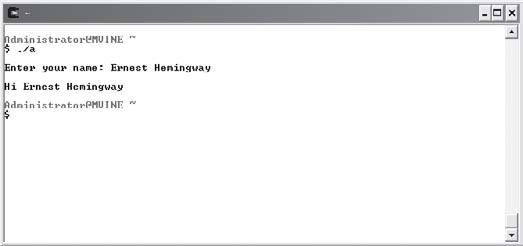 ~
Administrator@MVINE ~
$ ./a
Enter your name: Ernest Hemingway
Hi Ernest Hemingway
Administrator@MVINE ~
$